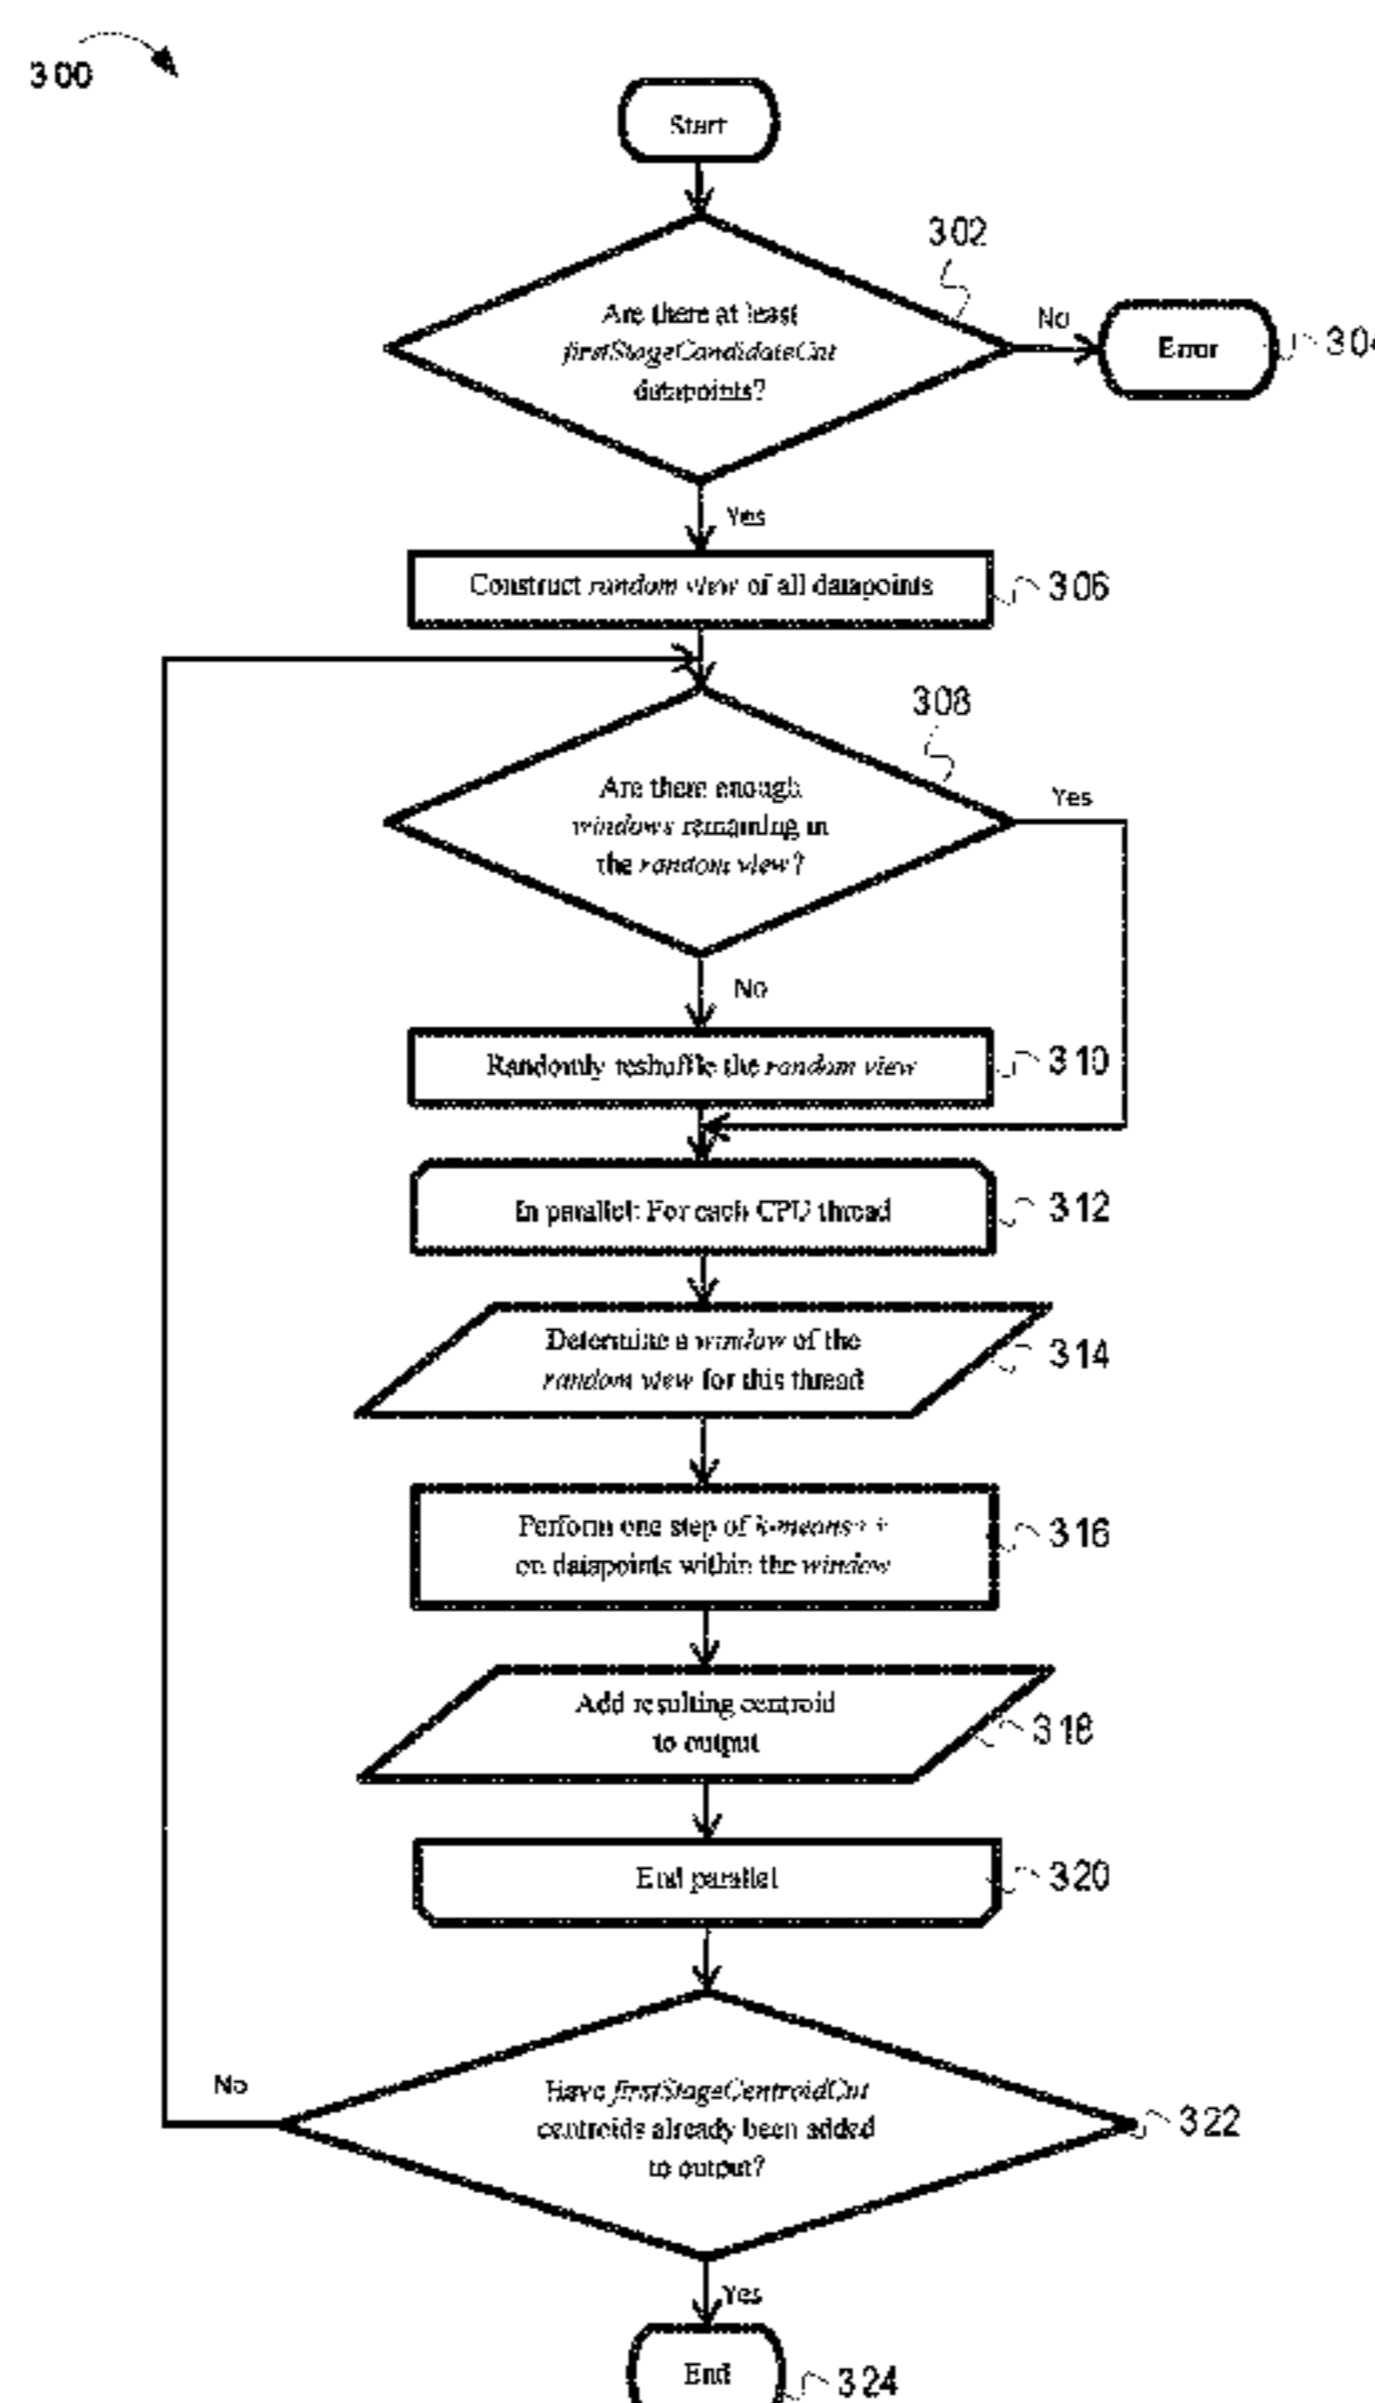 300
Start
302
Are there at least
firstStageCandidateCnt
datapoints?
No
Error
304
Yes
Construct random view of all datapoints
306
308
Are there enough
windows remaining in
the random view?
Yes
No
Randomly reshuffle the random view
310
In parallel: For each CPU thread
312
Determine a window of the
random view for this thread
314
Perform one step of k-means++
on datapoints within the window
316
Add resulting centroid
to output
318
End parallel
320
No
Have firstStageCentroidCnt
centroids already been added
to output?
322
Yes
End
324